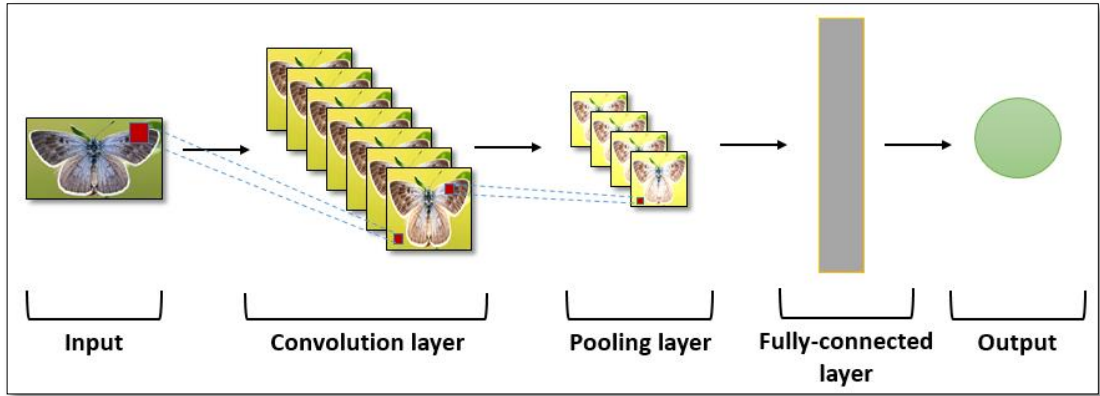 Input
Convolution layer
Pooling layer
Fully-connected
layer
Output